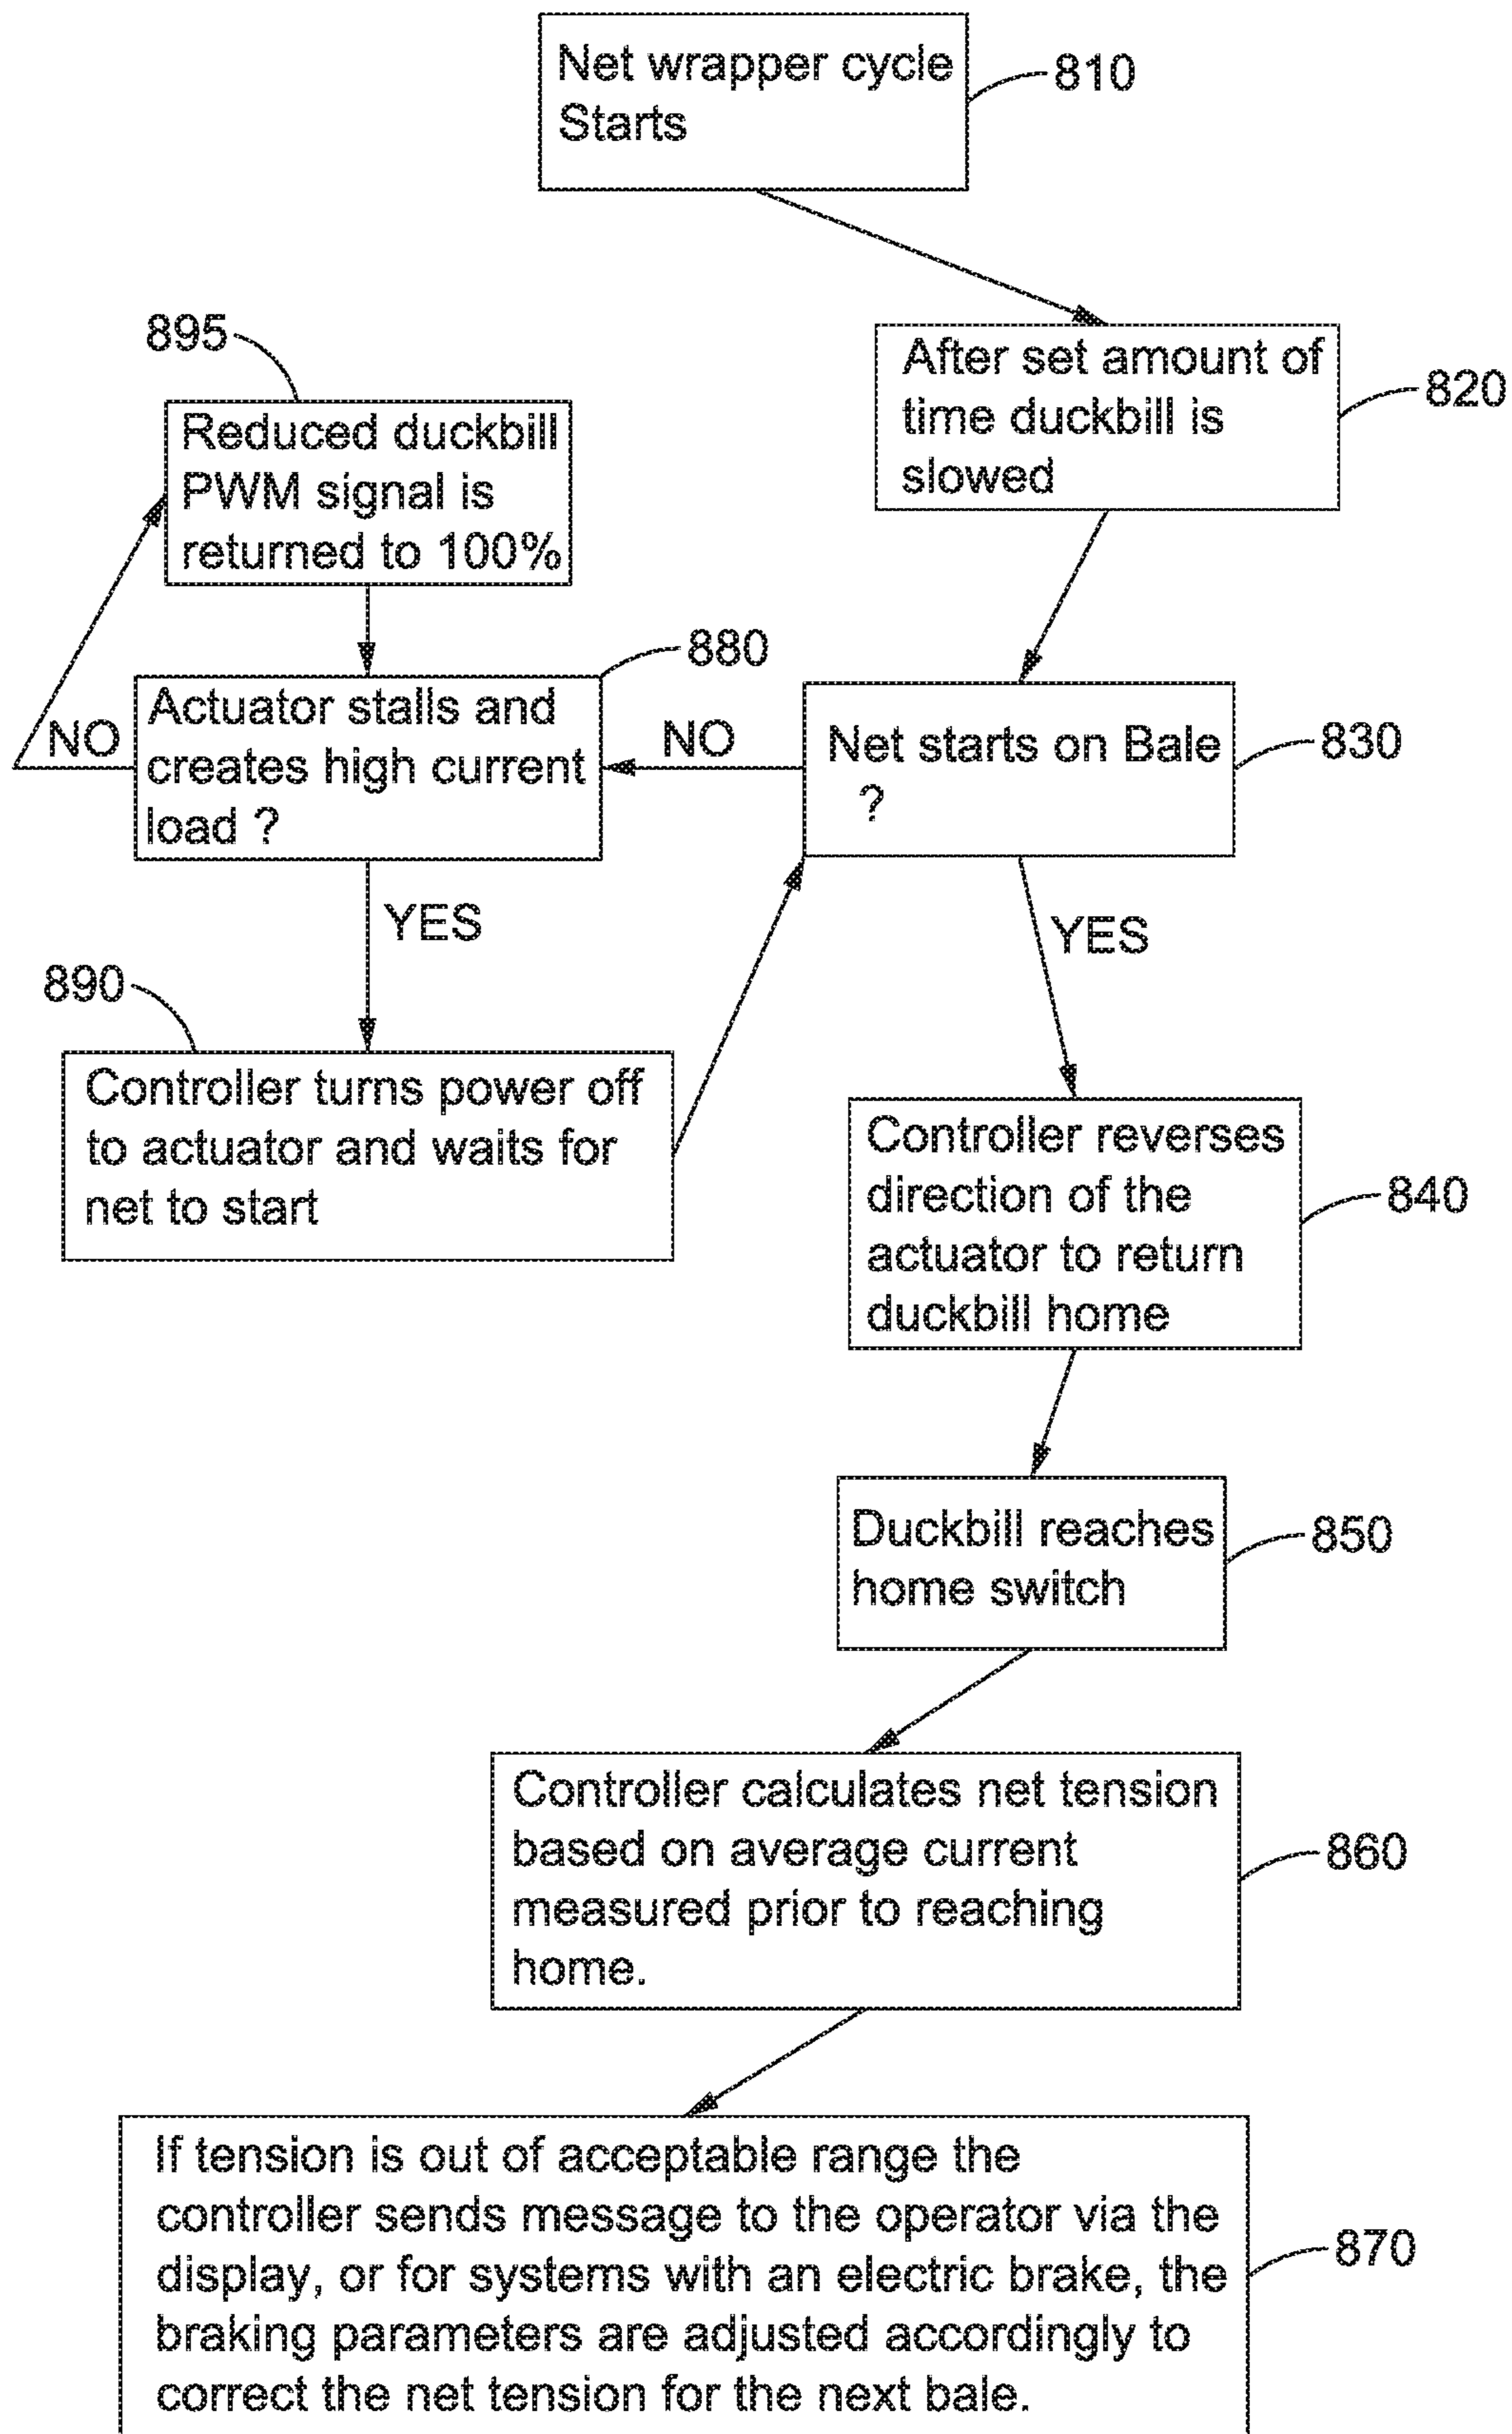 Net wrapper cycle
Starts
810
After set amount of
time duckbill is
slowed
820
895
Reduced duckbill
PWM signal is
returned to 100%
880
Actuator stalls and
creates high current
load ?
NO
NO
Net starts on Bale
?
830
YES
YES
890
Controller turns power off
to actuator and waits for
net to start
Controller reverses
direction of the
actuator to return
duckbill home
840
Duckbill reaches
home switch
850
Controller calculates net tension
based on average current
measured prior to reaching
home.
860
If tension is out of acceptable range the
controller sends message to the operator via the
display, or for systems with an electric brake, the
braking parameters are adjusted accordingly to
correct the net tension for the next bale.
870